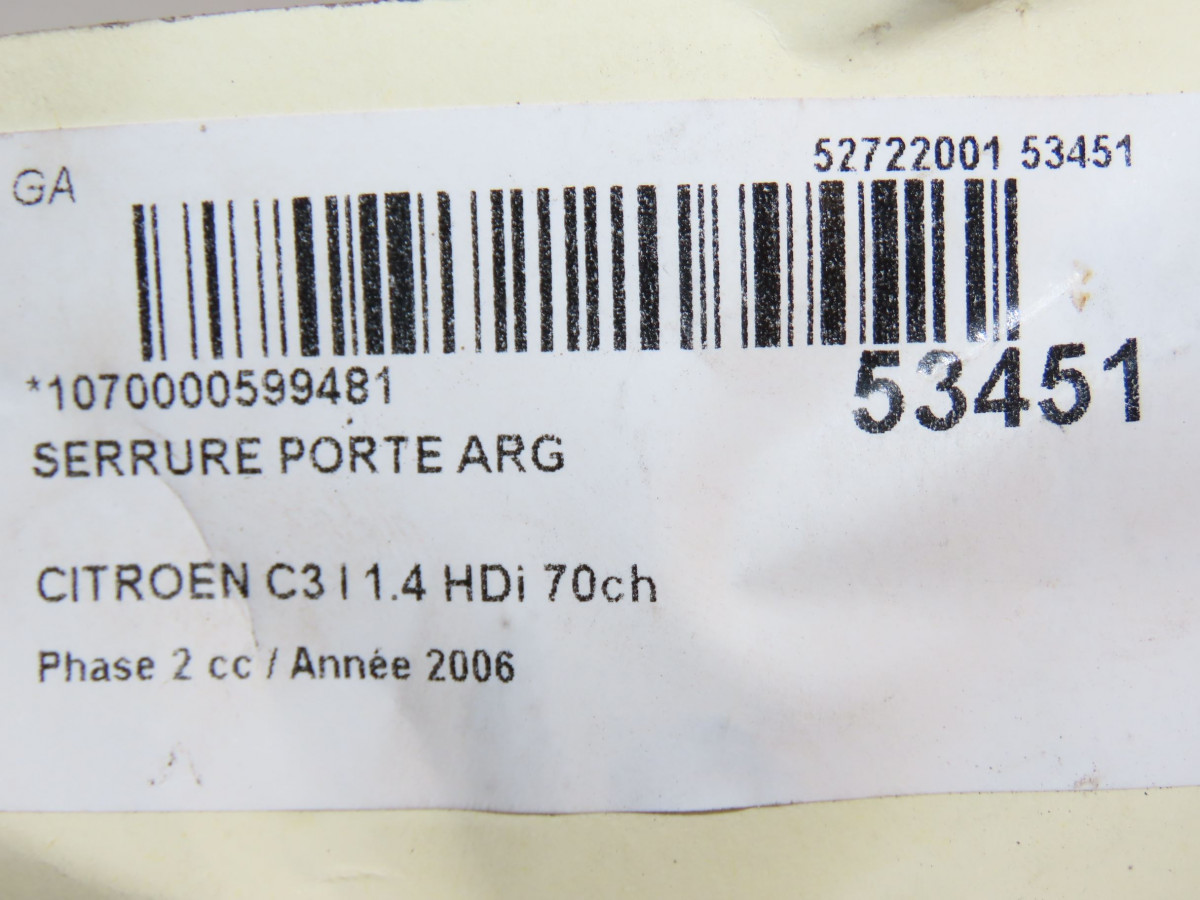 52722001 53451
GA
53451
*1070000599481
SERRURE PORTE ARG
CITROEN C3 I 1.4 HDi 70ch
Phase 2 cc / Année 2006